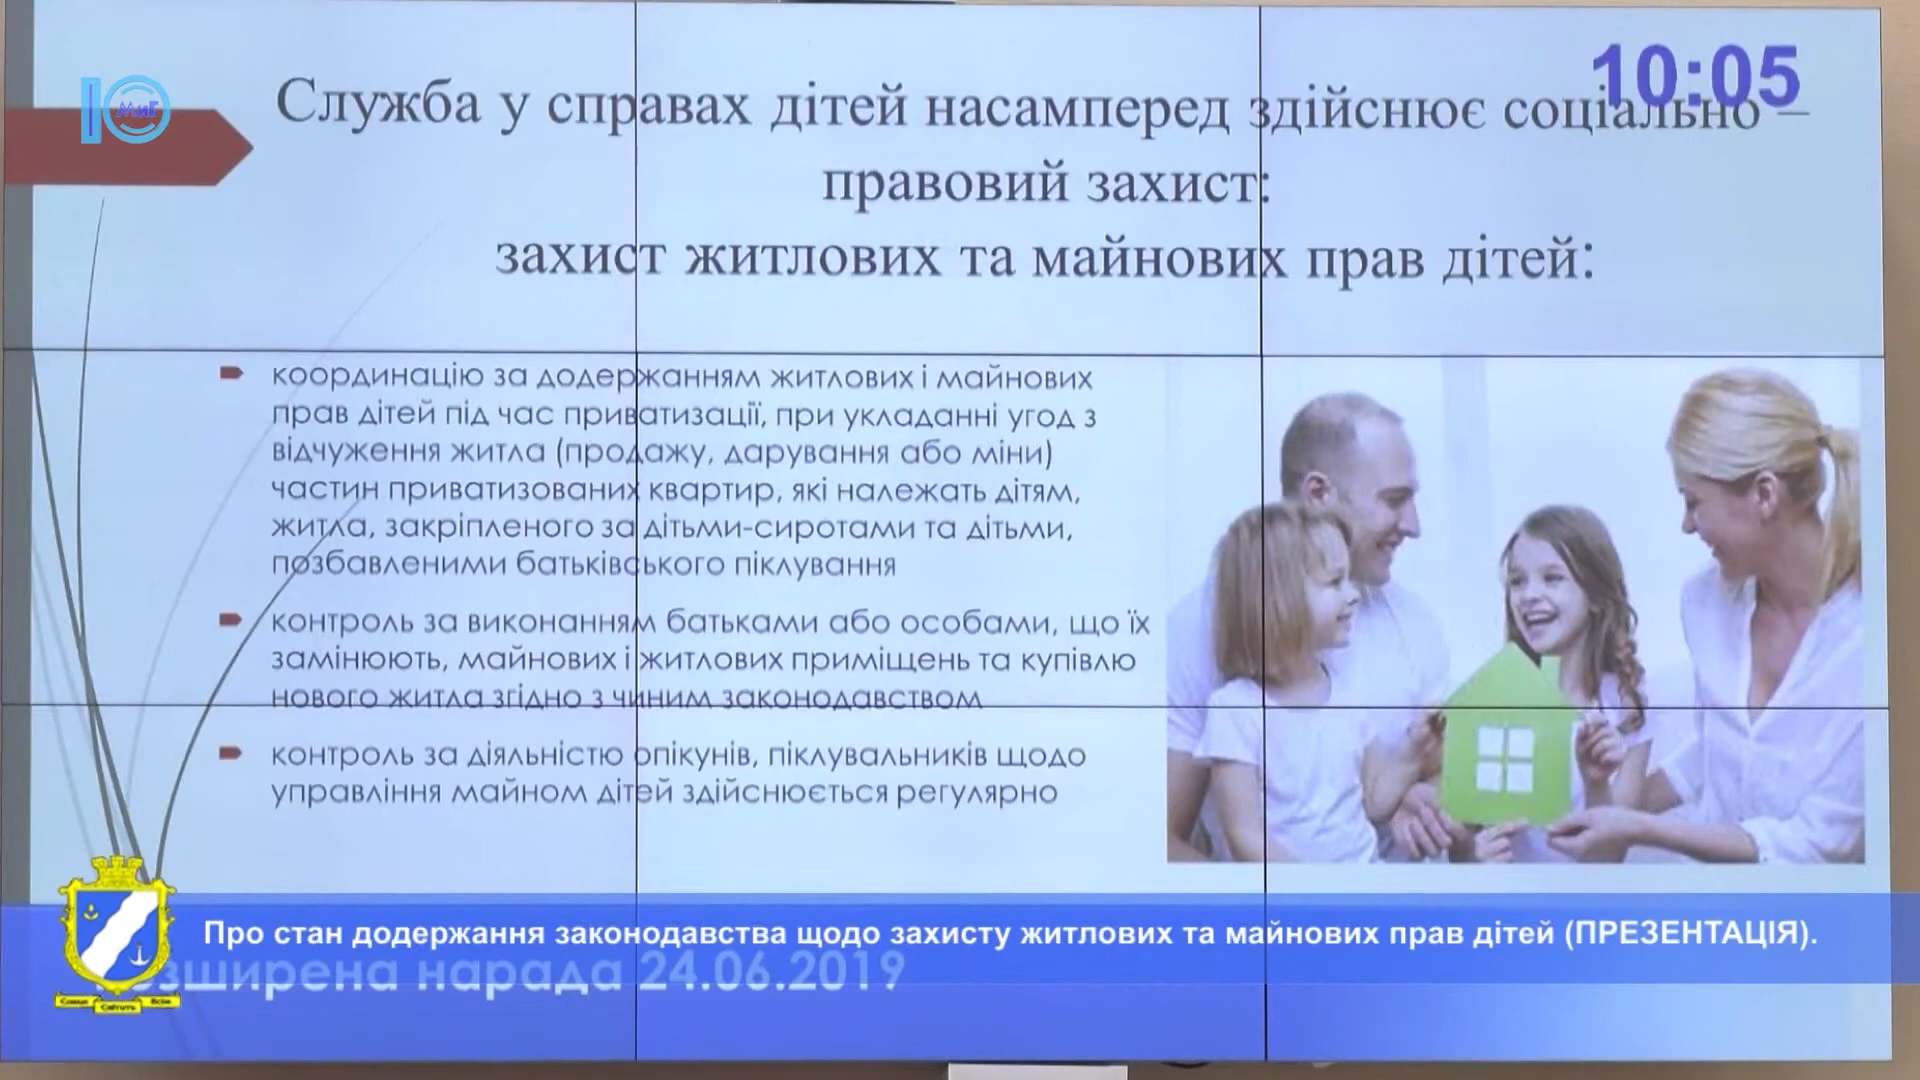 10:05
МиГ
Служба у справах дітей насамперед здійснює соціально –
правовий захист:
захист житлових та майнових прав дітей:
координацію за додержанням житлових і майнових
прав дітей під час приватизації, при укладанні угод з
відчуження житла (продажу, дарування або міни)
частин приватизованих квартир, які належать дітям,
житла, закріпленого за дітьми-сиротами та дітьми,
позбавленими батьківського піклування
контроль за виконанням батьками або особами, що їх
замінюють, майнових і житлових приміщень та купівлю
нового житла згідно з чиним законодавством
контроль за діяльністю опікунів, піклувальників щодо
управління майном дітей здійснюється регулярно
Про стан додержання законодавства щодо захисту житлових та майнових прав дітей (ПРЕЗЕНТАЦІЯ).
зширена нарада 24.06.2019
Світить
Всім